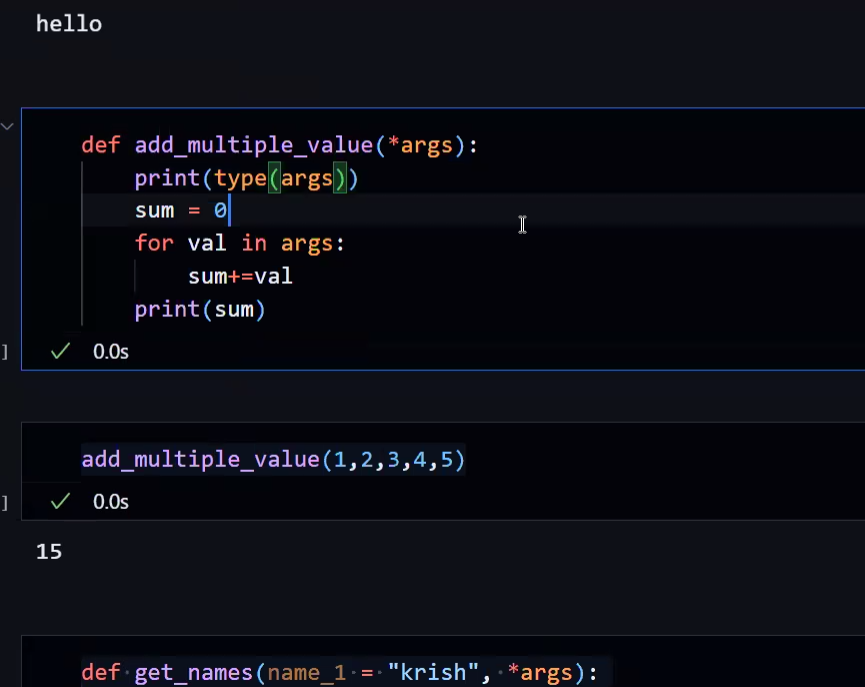 hello
def add_multiple_value(*args):
    print(type(args))
    sum = 0
    for val in args:
        sum+=val
    print(sum)
] ✓ 0.0s
add_multiple_value(1,2,3,4,5)
] ✓ 0.0s
15
def get_names(name_1 = "krish", *args):